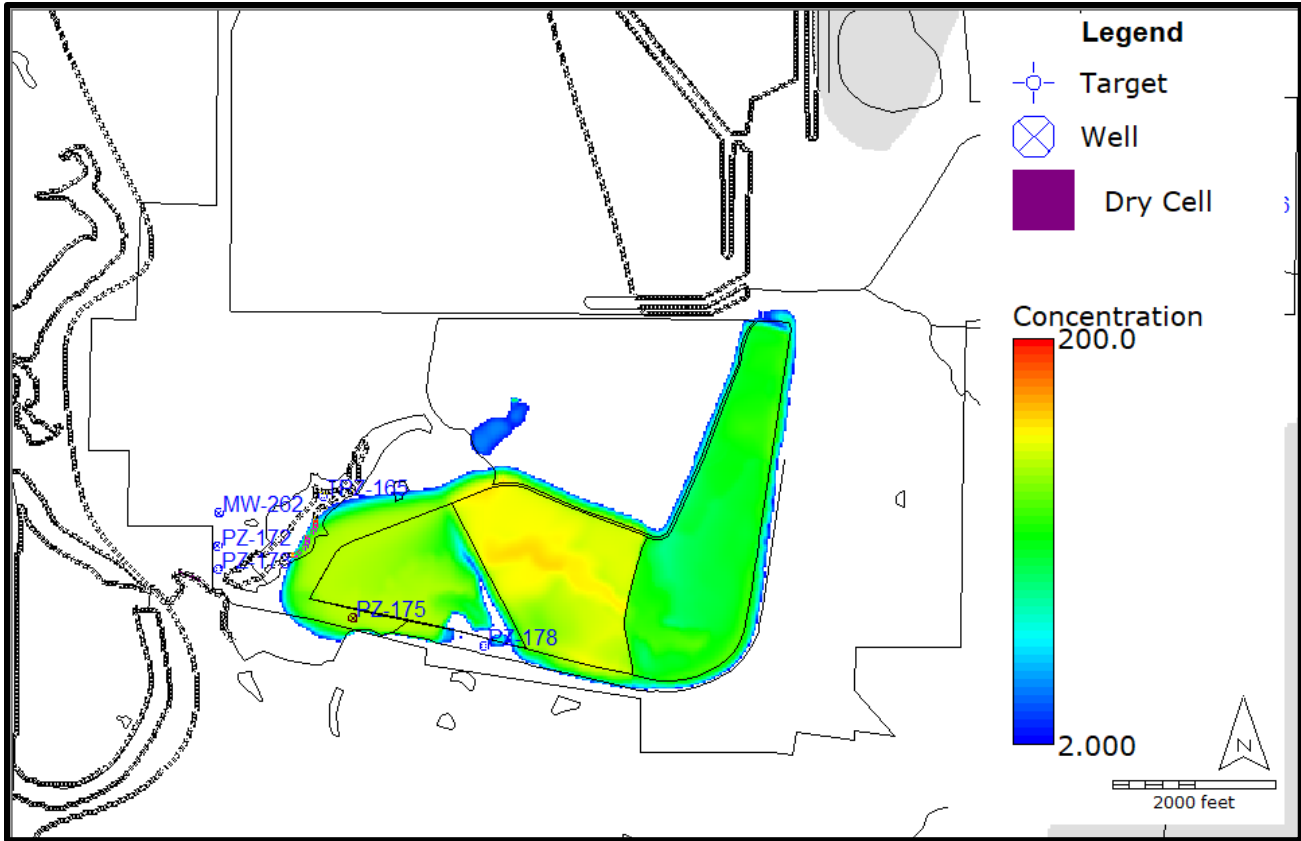 Legend
Target
Well
Dry Cell
6
Concentration
200.0
2.000
MW-262
PZ-172
PZ-175
PZ-178
N
2000 feet